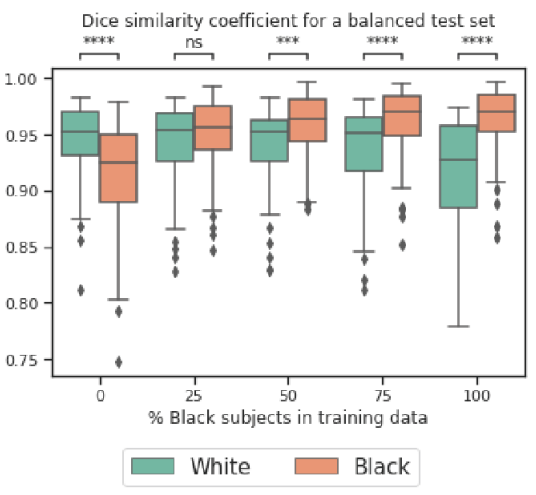 Dice similarity coefficient for a balanced test set
**** ns *** **** ****
1.00
0.95
0.90
0.85
0.80
0.75
0 25 50 75 100
% Black subjects in training data
White Black